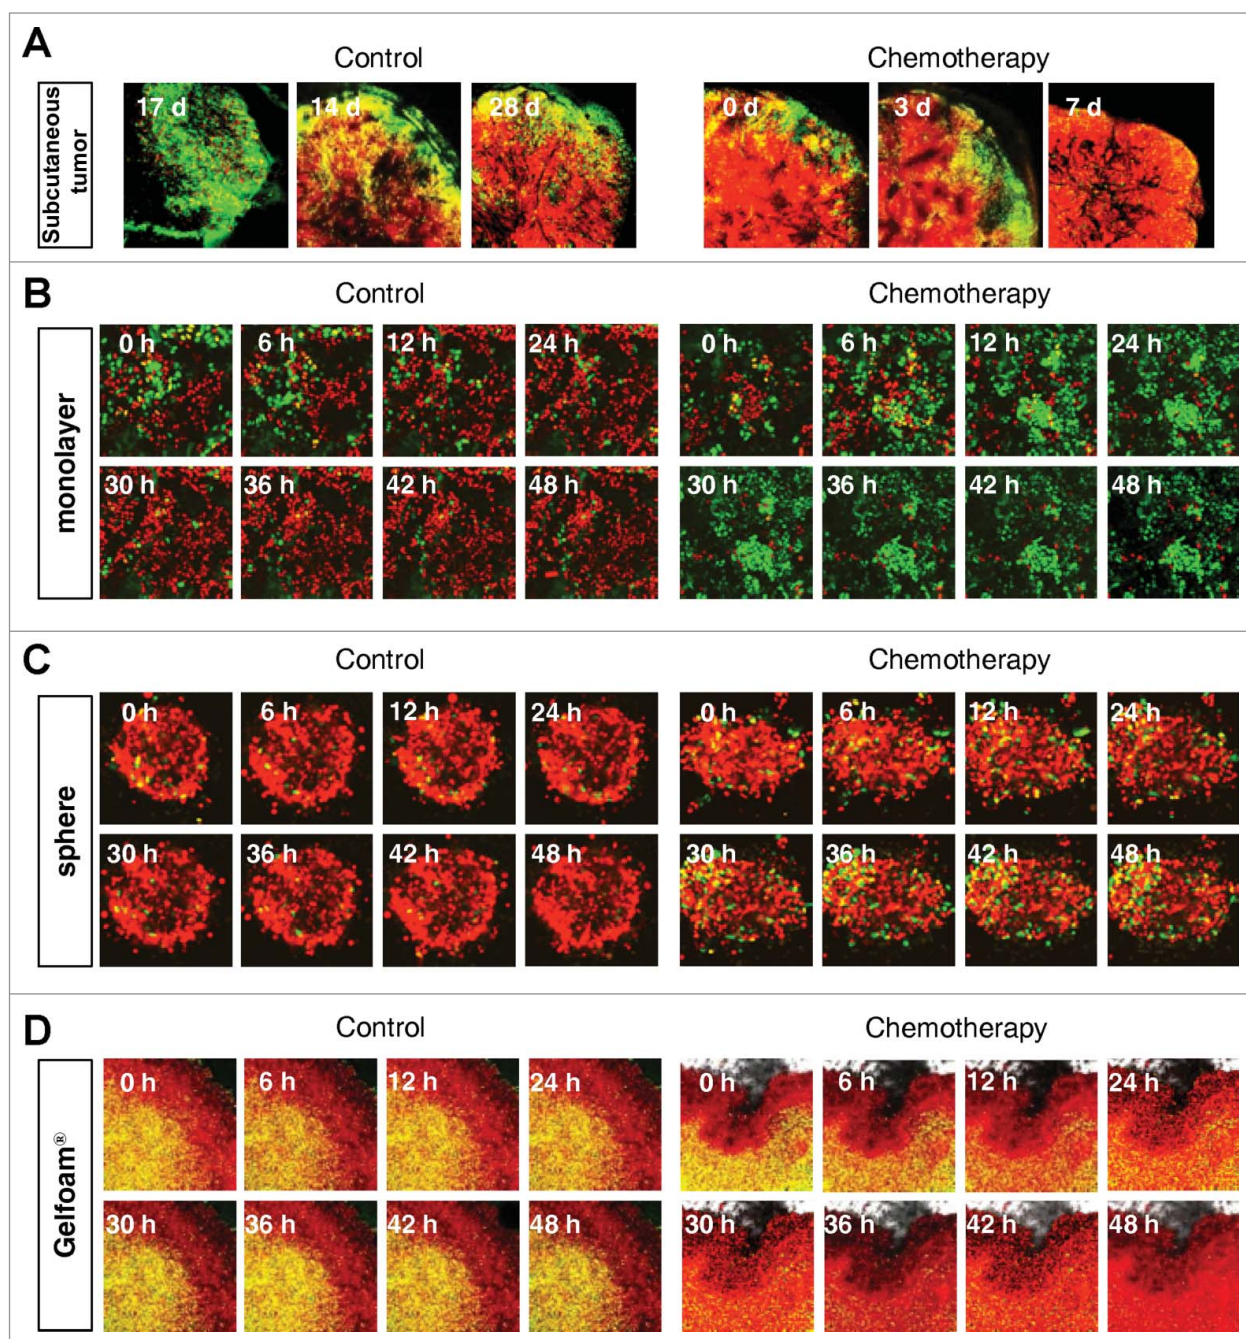 A
Control
Chemotherapy
Subcutaneous
tumor
17 d
14 d
28 d
0 d
3 d
7 d
B
Control
Chemotherapy
monolayer
0 h
6 h
12 h
24 h
0 h
6 h
12 h
24 h
30 h
36 h
42 h
48 h
30 h
36 h
42 h
48 h
C
Control
Chemotherapy
sphere
0 h
6 h
12 h
24 h
0 h
6 h
12 h
24 h
30 h
36 h
42 h
48 h
30 h
36 h
42 h
48 h
D
Control
Chemotherapy
Gelfoam®
0 h
6 h
12 h
24 h
0 h
6 h
12 h
24 h
30 h
36 h
42 h
48 h
30 h
36 h
42 h
48 h